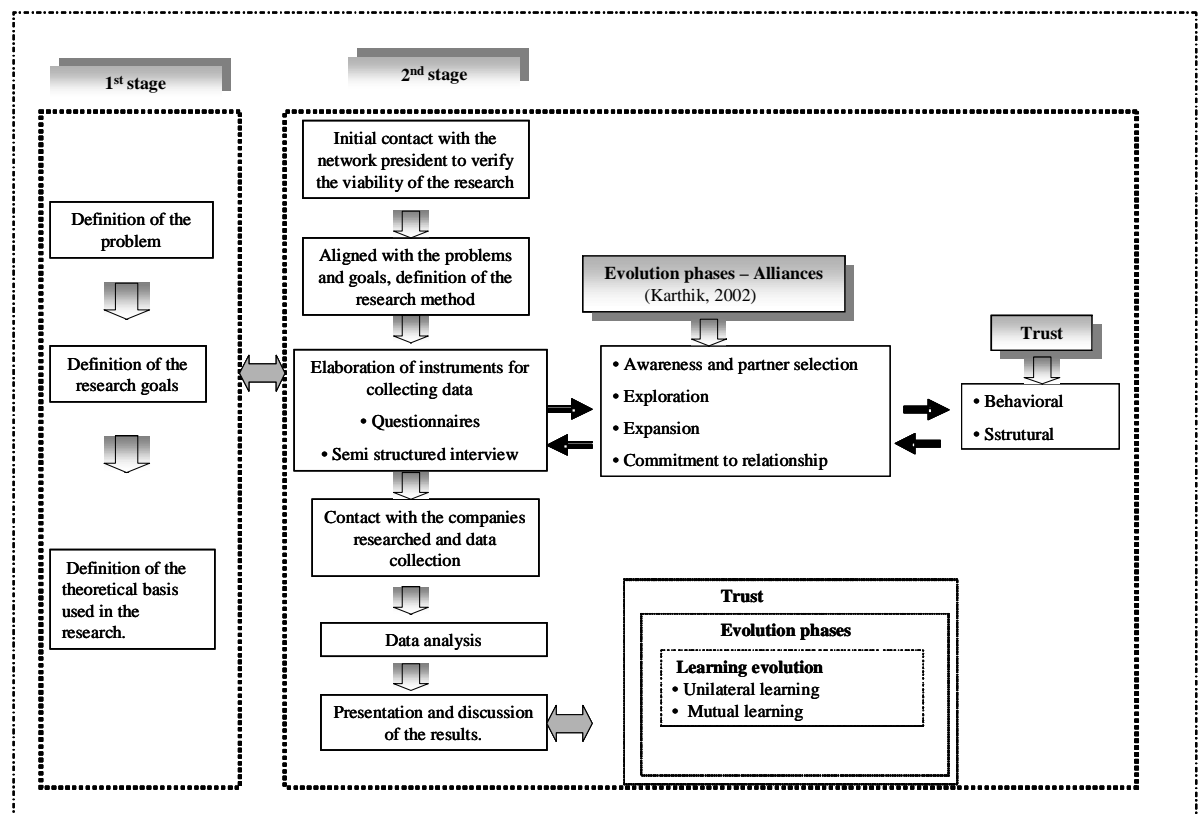 1st stage
Definition of the
problem
Definition of the
research goals
Definition of the
theoretical basis
used in the
research.
2nd stage
Initial contact with the
network president to verify
the viability of the research
Aligned with the problems
and goals, definition of the
research method
Elaboration of instruments for
collecting data
• Questionnaires
• Semi structured interview
Contact with the companies
researched and data
collection
Data analysis
Presentation and discussion
of the results.
Evolution phases – Alliances
(Karthik, 2002)
• Awareness and partner selection
• Exploration
• Expansion
• Commitment to relationship
Trust
• Behavioral
• Sstrutural
Trust
Evolution phases
Learning evolution
• Unilateral learning
• Mutual learning